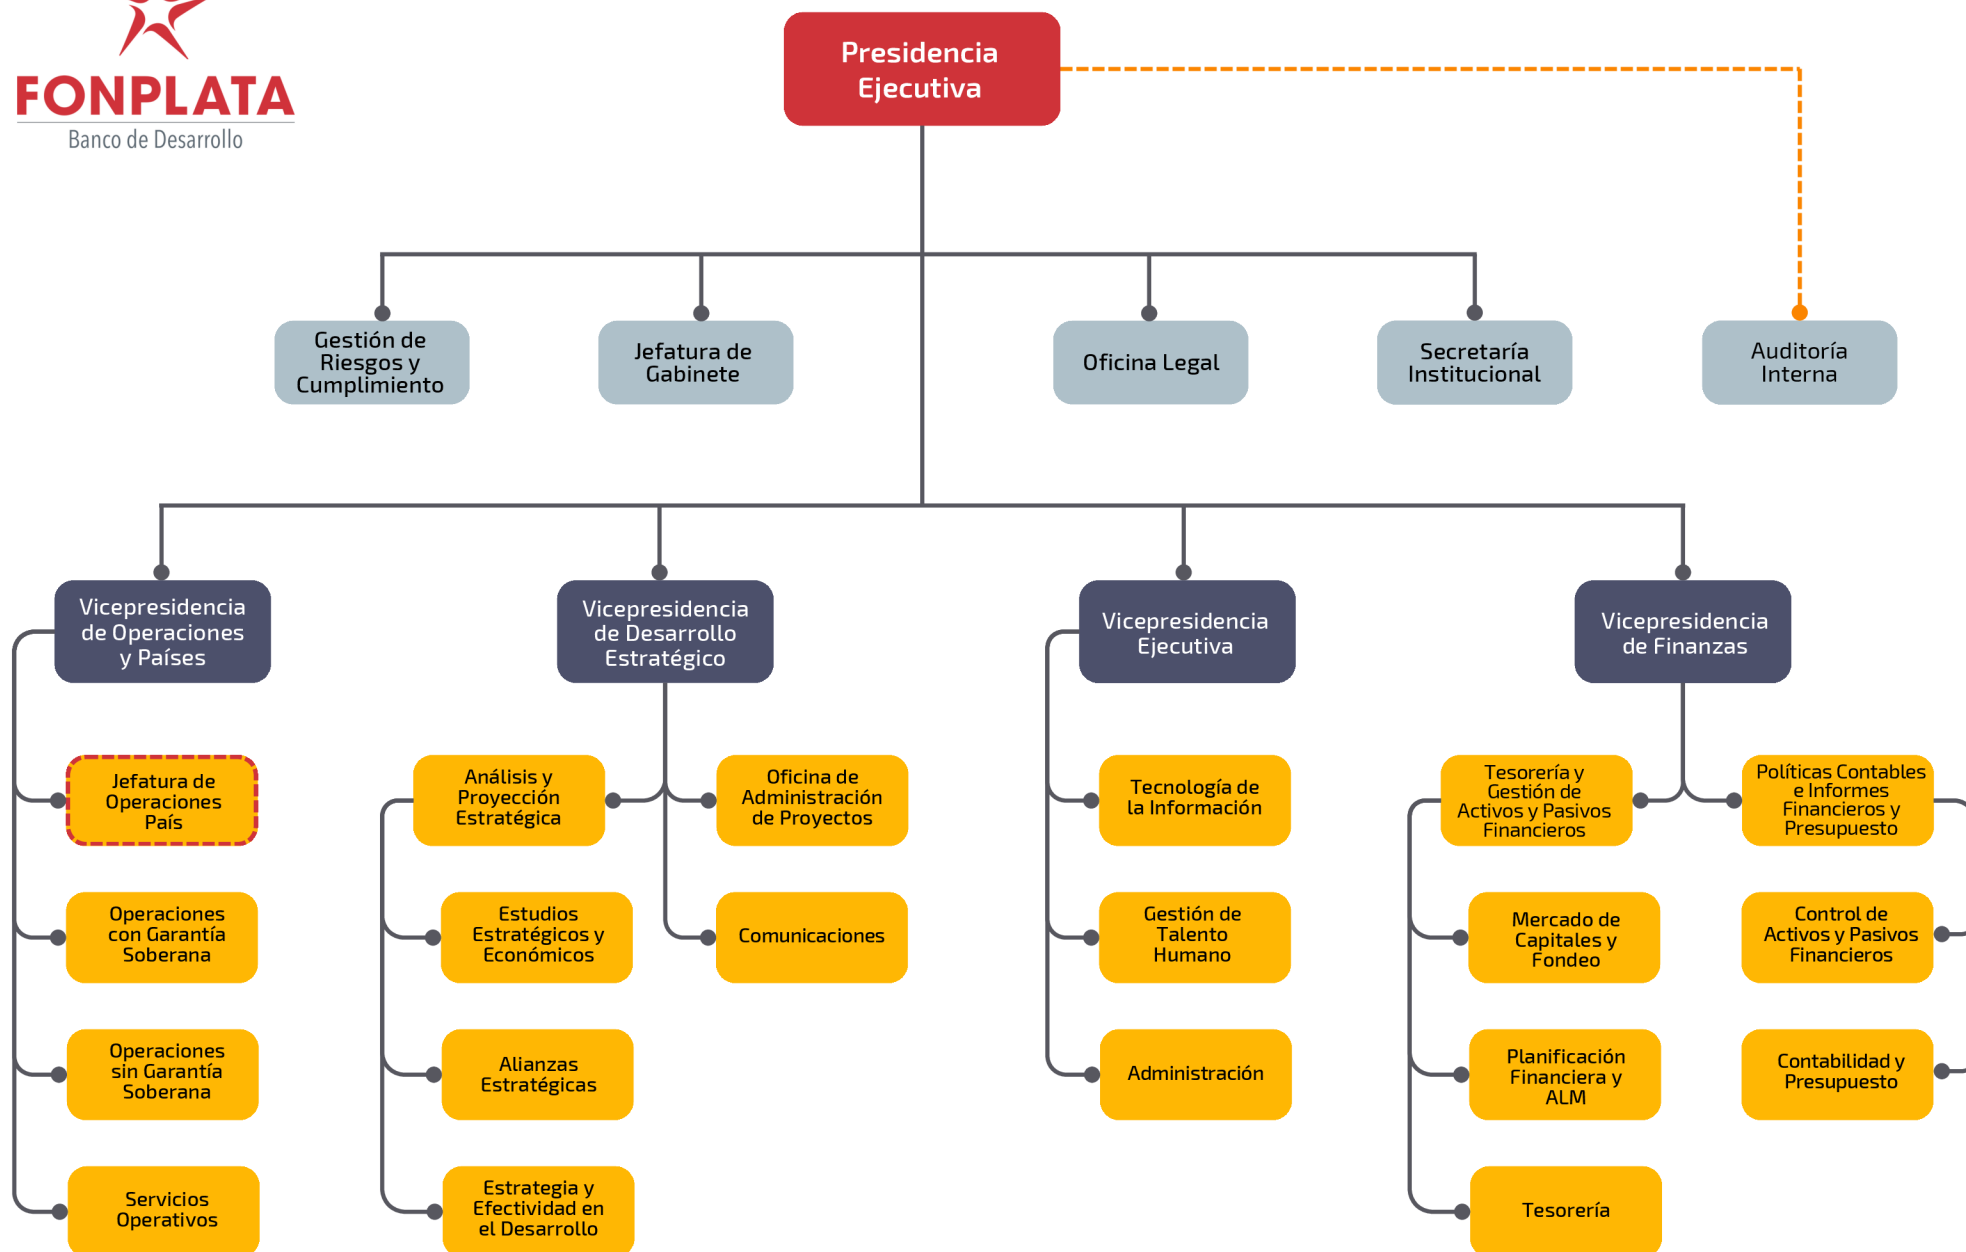 FONPLATA
Banco de Desarrollo
Presidencia
Ejecutiva
Gestión de
Riesgos y
Cumplimiento
Jefatura de
Gabinete
Oficina Legal
Secretaría
Institucional
Auditoría
Interna
Vicepresidencia
de Operaciones
y Países
Vicepresidencia
de Desarrollo
Estratégico
Vicepresidencia
Ejecutiva
Vicepresidencia
de Finanzas
Jefatura de
Operaciones
País
Operaciones
con Garantía
Soberana
Operaciones
sin Garantía
Soberana
Servicios
Operativos
Análisis y
Proyección
Estratégica
Estudios
Estratégicos y
Económicos
Alianzas
Estratégicas
Estrategia y
Efectividad en
el Desarrollo
Oficina de
Administración
de Proyectos
Comunicaciones
Tecnología de
la Información
Gestión de
Talento
Humano
Administración
Tesorería y
Gestión de
Activos y Pasivos
Financieros
Mercado de
Capitales y
Fondeo
Planificación
Financiera y
ALM
Tesorería
Políticas Contables
e Informes
Financieros y
Presupuesto
Control de
Activos y Pasivos
Financieros
Contabilidad y
Presupuesto